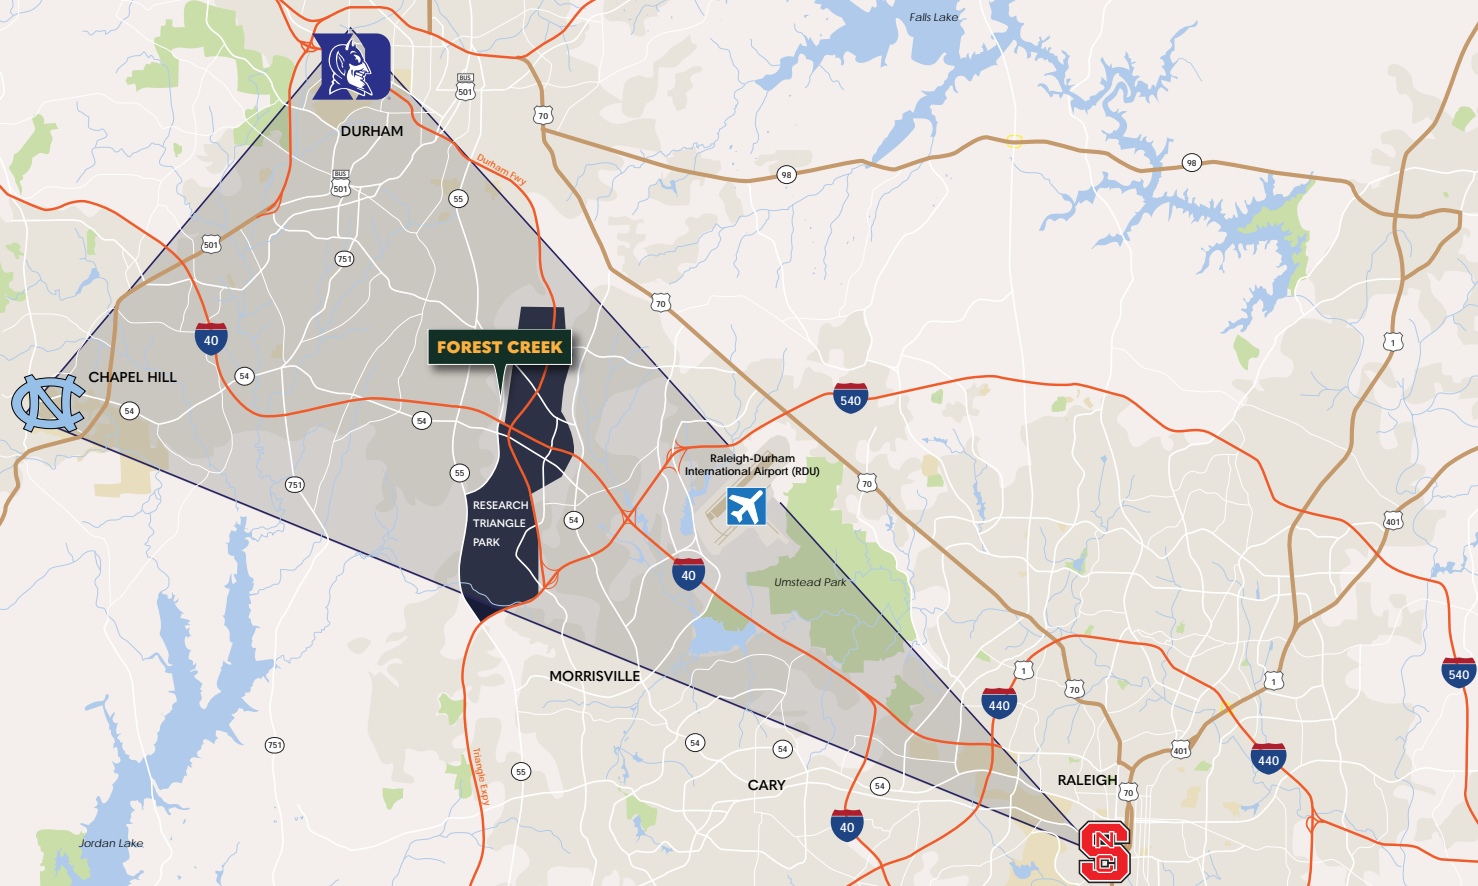 Falls Lake
BUS
501
70
DURHAM
98
98
Durham Fwy
BUS
501
55
501
751
70
40
1
FOREST CREEK
CHAPEL HILL
54
54
54
540
Raleigh-Durham
International Airport (RDU)
55
751
70
RESEARCH
TRIANGLE
PARK
54
401
40
Umstead Park
MORRISVILLE
1
70
1
540
440
751
54
54
401
440
Triangle Expy
55
CARY
54
RALEIGH
70
40
Jordan Lake
NC
NCS